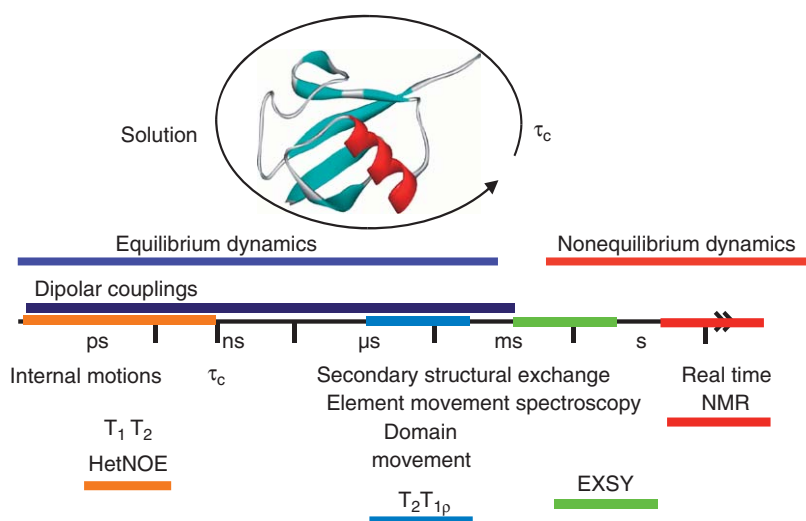 Solution
τc
Equilibrium dynamics
Nonequilibrium dynamics
Dipolar couplings
ps ns µs ms s
Internal motions τc Secondary structural exchange Real time
Element movement spectroscopy NMR
T1 T2 Domain
HetNOE movement
T2T1ρ EXSY